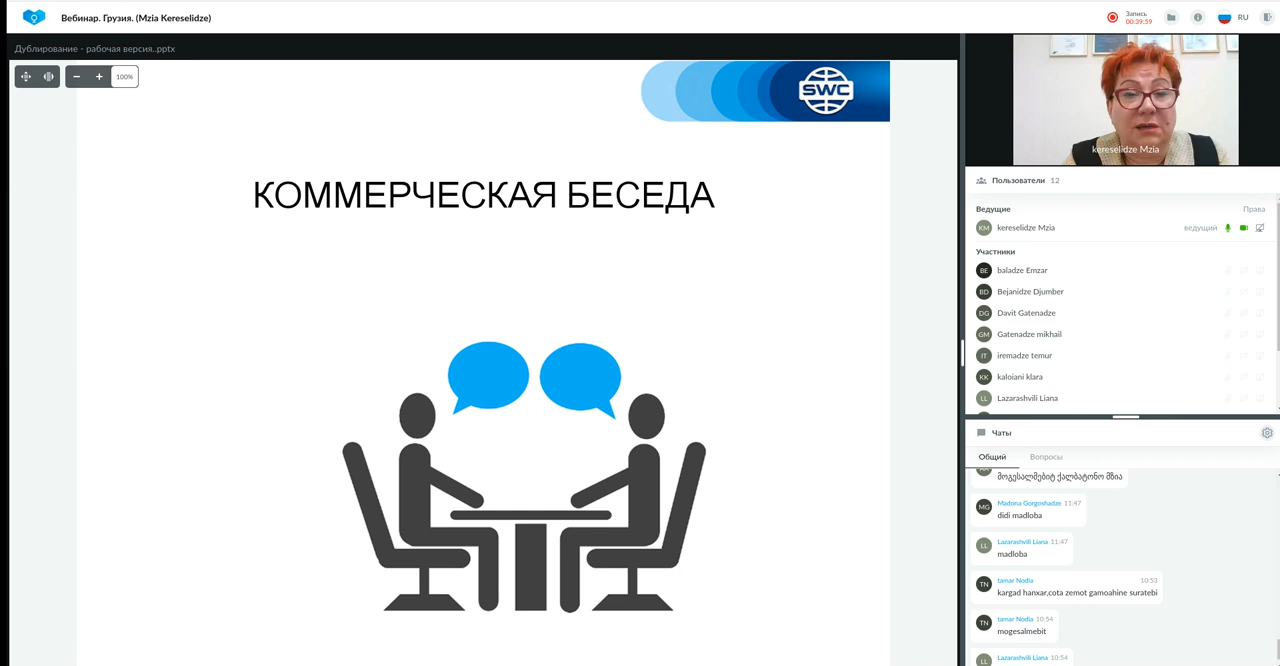 Вебинар. Грузия. (Mzia Kereselidze)
Запись
00:39:59
RU
Дублирование - рабочая версия..pptx
100%
SWC
КОММЕРЧЕСКАЯ БЕСЕДА
kereselidze Mzia
Пользователи 12
Ведущие Права
KM kereselidze Mzia ведущий
Участники
BE baladze Emzar
BD Bejanidze Djumber
DG Davit Gatenadze
GM Gatenadze mikhail
IT iremadze temur
KK kaloiani klara
LL Lazarashvili Liana
Чаты
Общий Вопросы
მოგესალმებიტ ქალბატონო მზია
MG Madona Gorgoshadze 11:47
didi madloba
LL Lazarashvili Liana 11:47
madloba
TN tamar Nodia 10:53
kargad hanxar,cota zemot gamoahine suratebi
TN tamar Nodia 10:54
mogesalmebit
LL Lazarashvili Liana 10:54